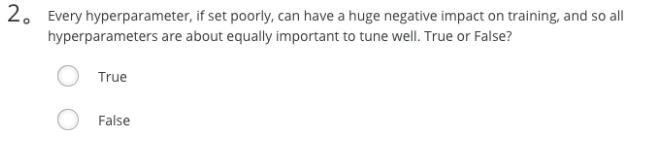 2. Every hyperparameter, if set poorly, can have a huge negative impact on training, and so all
hyperparameters are about equally important to tune well. True or False?
True
False